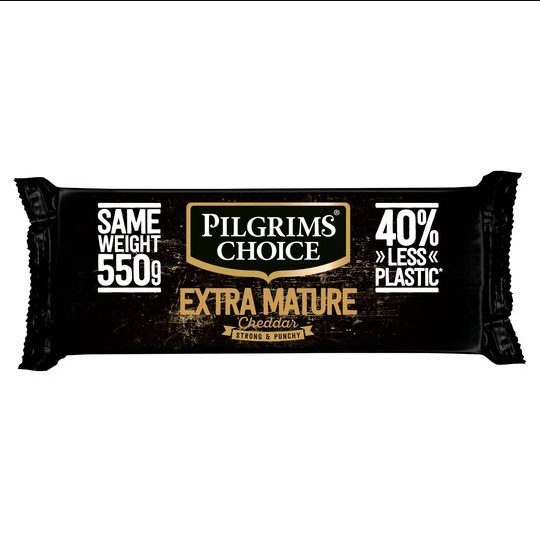 SAME
WEIGHT
550g
PILGRIMS®
CHOICE
EXTRA MATURE
Cheddar
STRONG & PUNCHY
40%
» LESS «
PLASTIC*